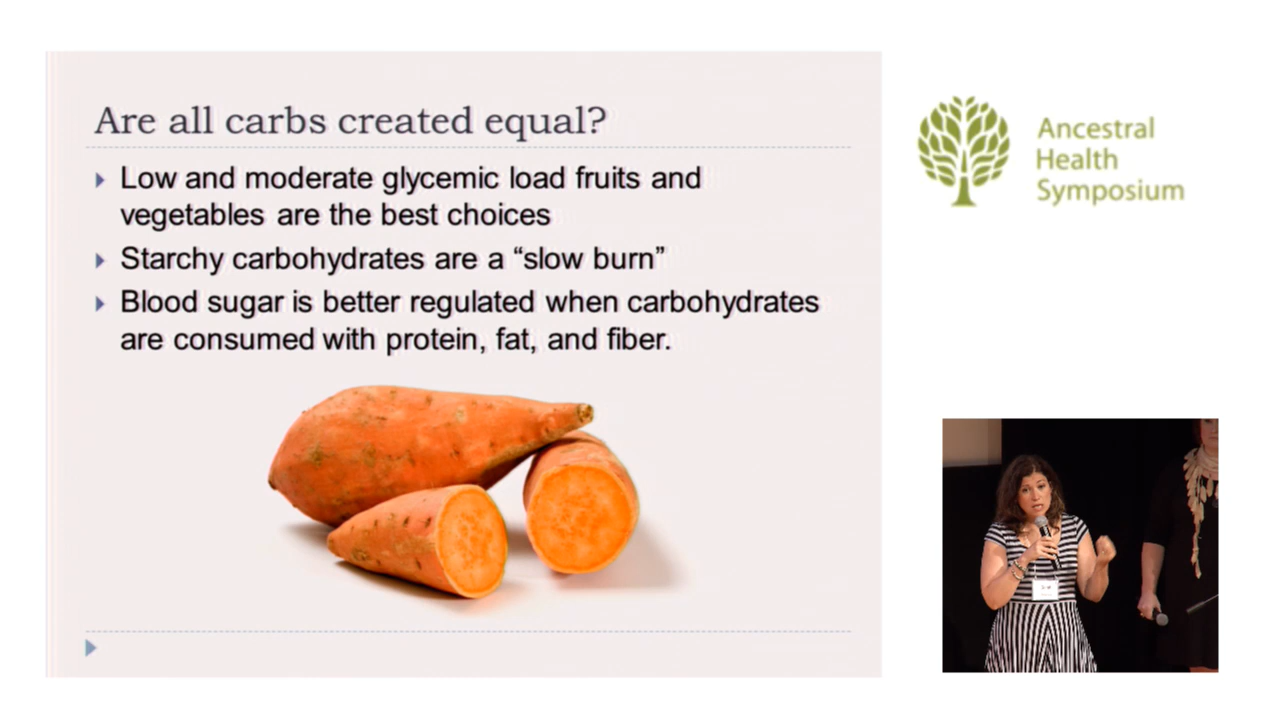 Are all carbs created equal?
Low and moderate glycemic load fruits and
vegetables are the best choices
Starchy carbohydrates are a “slow burn”
Blood sugar is better regulated when carbohydrates
are consumed with protein, fat, and fiber.
Ancestral
Health
Symposium